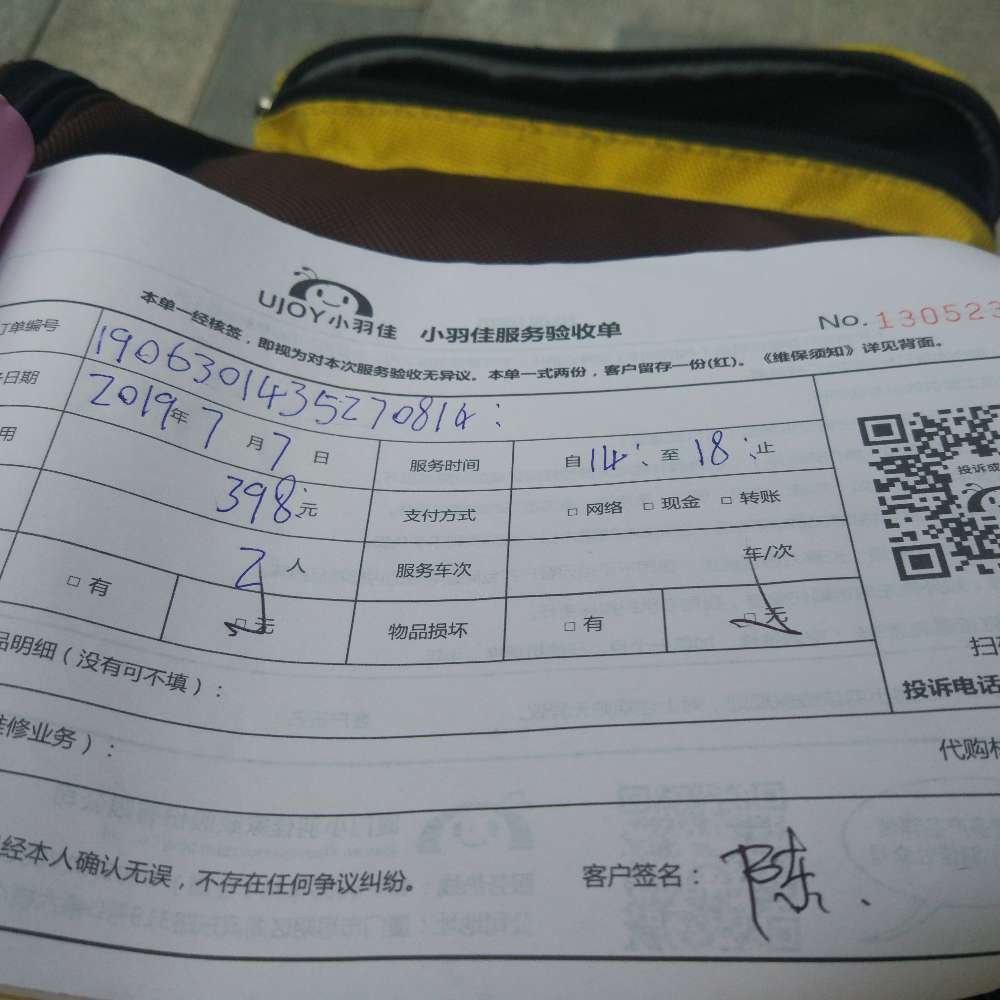 UJOY小羽佳 小羽佳服务验收单 No.130523
本单一经核签，即视为对本次服务验收无异议。本单一式两份，客户留存一份(红)。《维保须知》详见背面。
订单编号 1906301435270814
日期 2019年7月7日 服务时间 自14:至18:止
用 398元 支付方式 □网络 □现金 □转账
2人 服务车次 车/次
□有 □无 物品损坏 □有 □无
投诉或
扫
投诉电话
品明细（没有可不填）：
维修业务）： 代购
经本人确认无误，不存在任何争议纠纷。 客户签名：陈